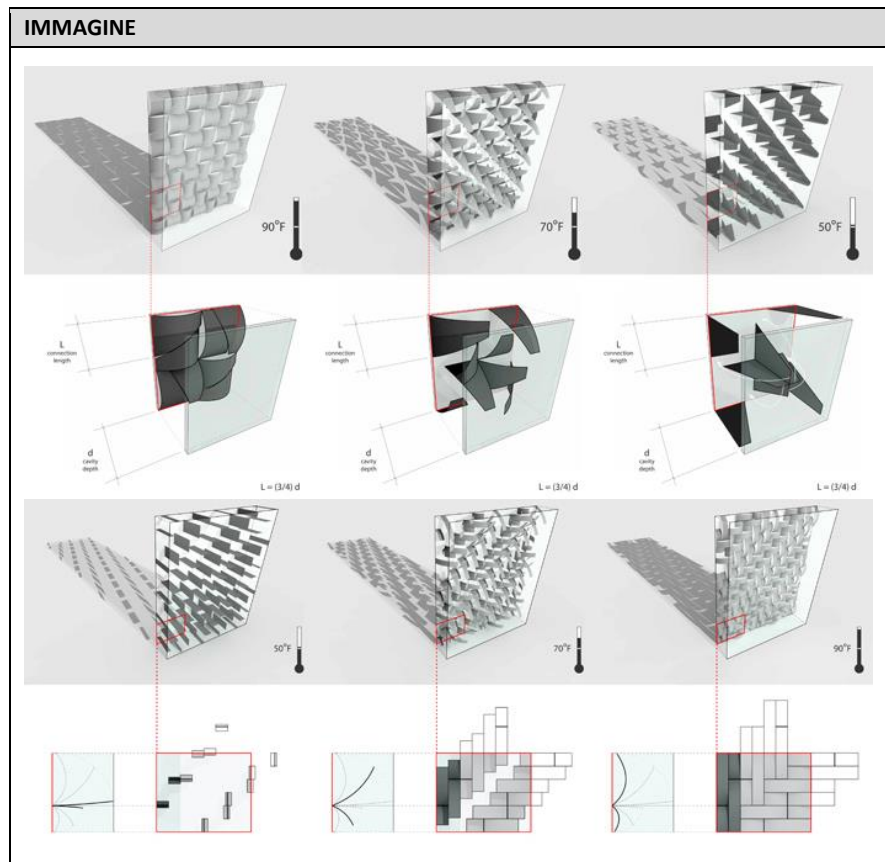 IMMAGINE
90°F
70°F
50°F
L
connection
length
d
cavity
depth
L = (3/4) d
L
connection
length
d
cavity
depth
L = (3/4) d
L
connection
length
d
cavity
depth
L = (3/4) d
50°F
70°F
90°F